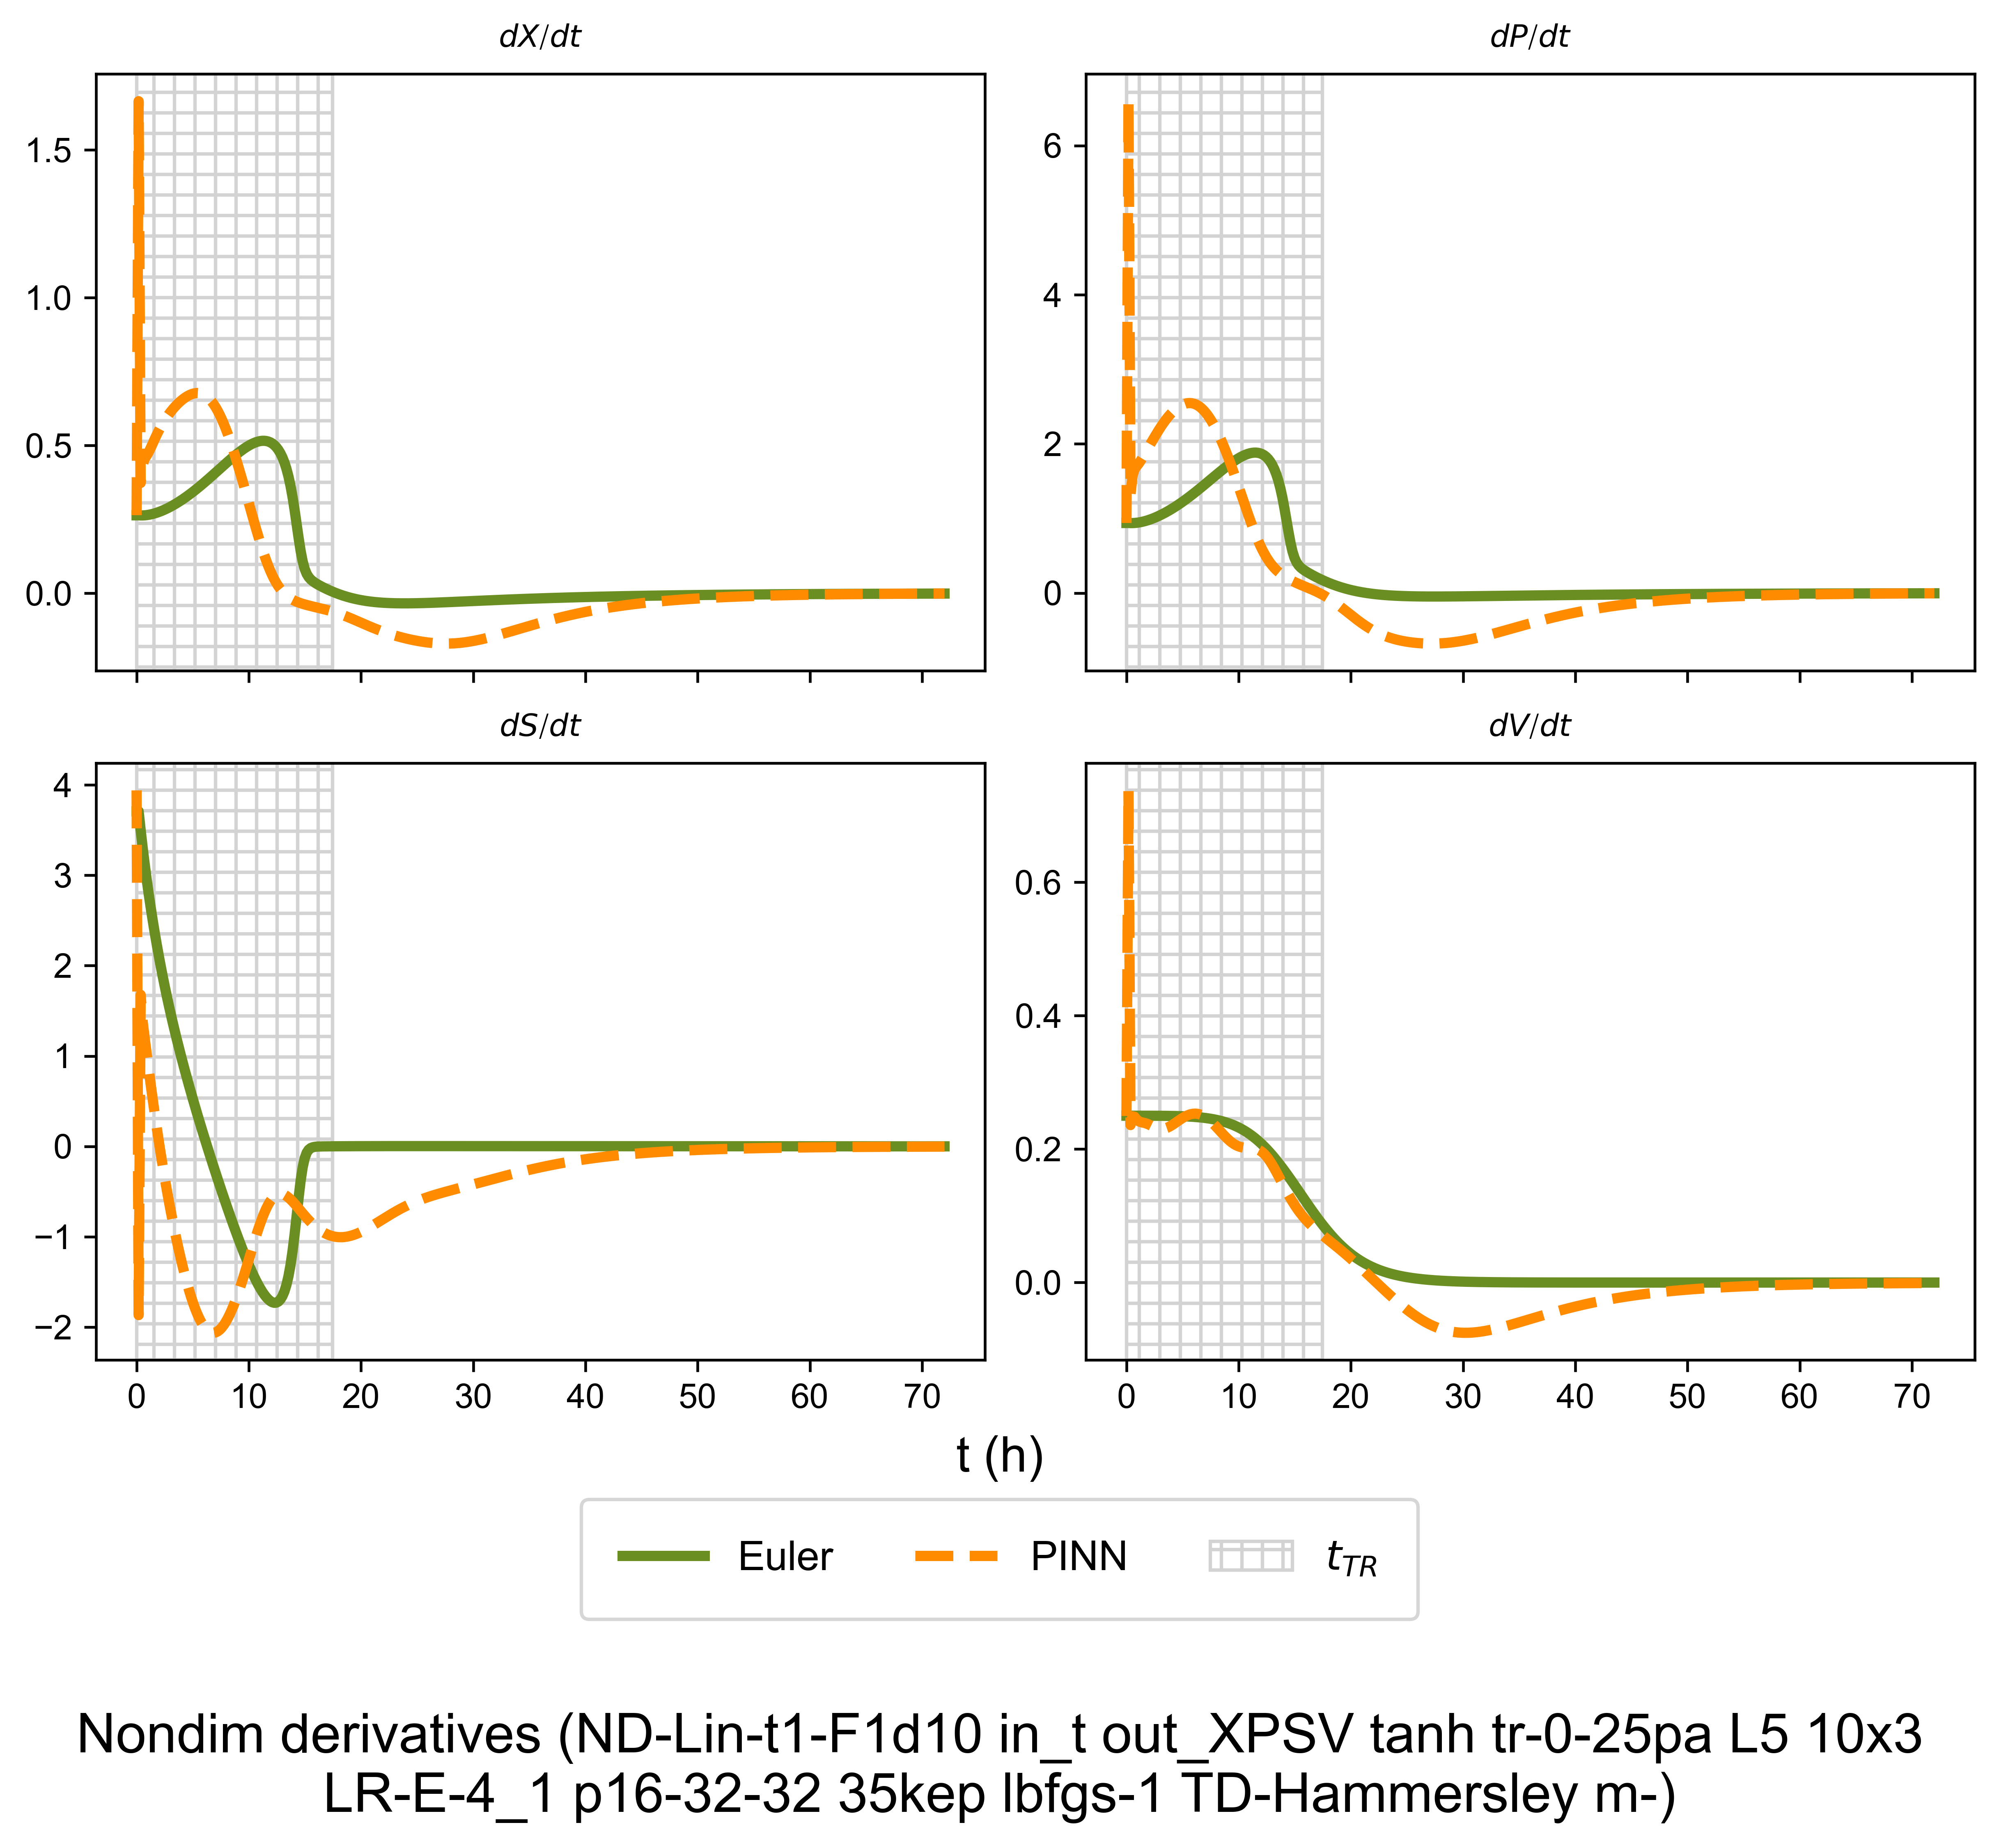 dX/dt
dP/dt
1.5
1.0
0.5
0.0
6
4
2
0
dS/dt
dV/dt
4
3
2
1
0
−1
−2
0.6
0.4
0.2
0.0
0 10 20 30 40 50 60 70
0 10 20 30 40 50 60 70
t (h)
Euler PINN t_TR
Nondim derivatives (ND-Lin-t1-F1d10 in_t out_XPSV tanh tr-0-25pa L5 10x3
LR-E-4_1 p16-32-32 35kep lbfgs-1 TD-Hammersley m-)